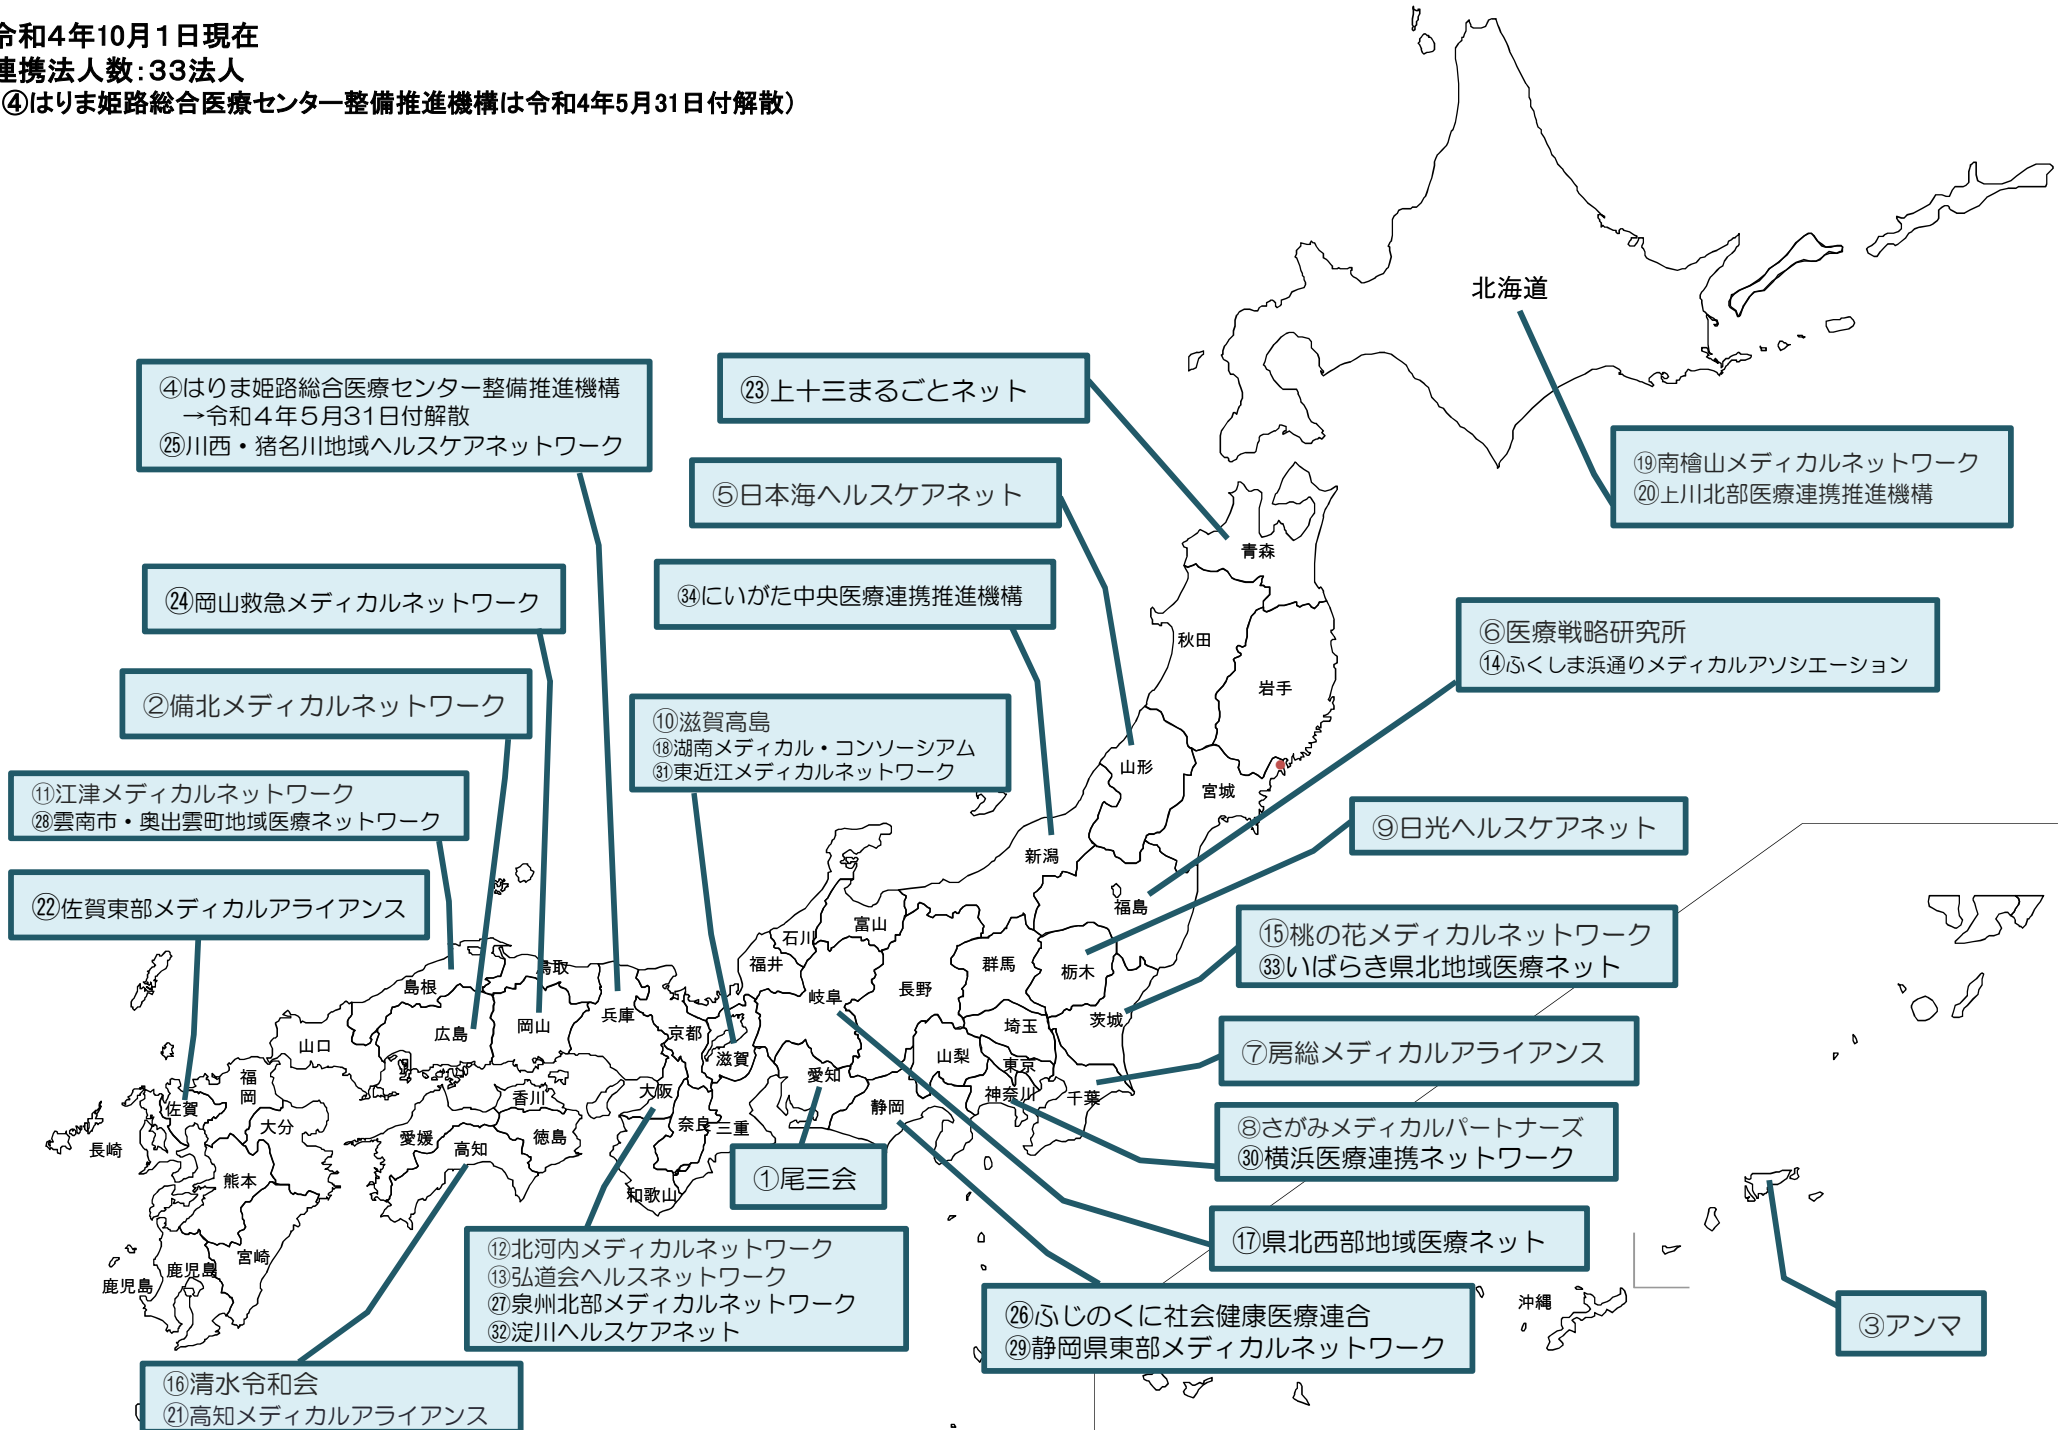 令和４年10月１日現在
連携法人数：３３法人
④はりま姫路総合医療センター整備推進機構は令和4年5月31日付解散）
北海道
④はりま姫路総合医療センター整備推進機構
→令和４年５月31日付解散
㉕川西・猪名川地域ヘルスケアネットワーク
㉓上十三まるごとネット
⑲南檜山メディカルネットワーク
⑳上川北部医療連携推進機構
⑤日本海ヘルスケアネット
青森
㉔岡山救急メディカルネットワーク
㉞にいがた中央医療連携推進機構
秋田
⑥医療戦略研究所
⑭ふくしま浜通りメディカルアソシエーション
②備北メディカルネットワーク
岩手
⑩滋賀高島
⑱湖南メディカル・コンソーシアム
㉛東近江メディカルネットワーク
山形
宮城
⑪江津メディカルネットワーク
㉘雲南市・奥出雲町地域医療ネットワーク
⑨日光ヘルスケアネット
新潟
㉒佐賀東部メディカルアライアンス
福島
富山
石川
福井
⑮桃の花メディカルネットワーク
㉝いばらき県北地域医療ネット
群馬
栃木
鳥取
島根
岐阜
長野
兵庫
岡山
広島
京都
茨城
埼玉
山口
滋賀
山梨
東京
⑦房総メディカルアライアンス
福岡
愛知
大阪
香川
神奈川
千葉
佐賀
静岡
大分
奈良
三重
愛媛
徳島
高知
長崎
⑧さがみメディカルパートナーズ
㉚横浜医療連携ネットワーク
①尾三会
熊本
和歌山
⑰県北西部地域医療ネット
宮崎
鹿児島
鹿児島
⑫北河内メディカルネットワーク
⑬弘道会ヘルスネットワーク
㉗泉州北部メディカルネットワーク
㉜淀川ヘルスケアネット
㉖ふじのくに社会健康医療連合
㉙静岡県東部メディカルネットワーク
沖縄
③アンマ
⑯清水令和会
㉑高知メディカルアライアンス